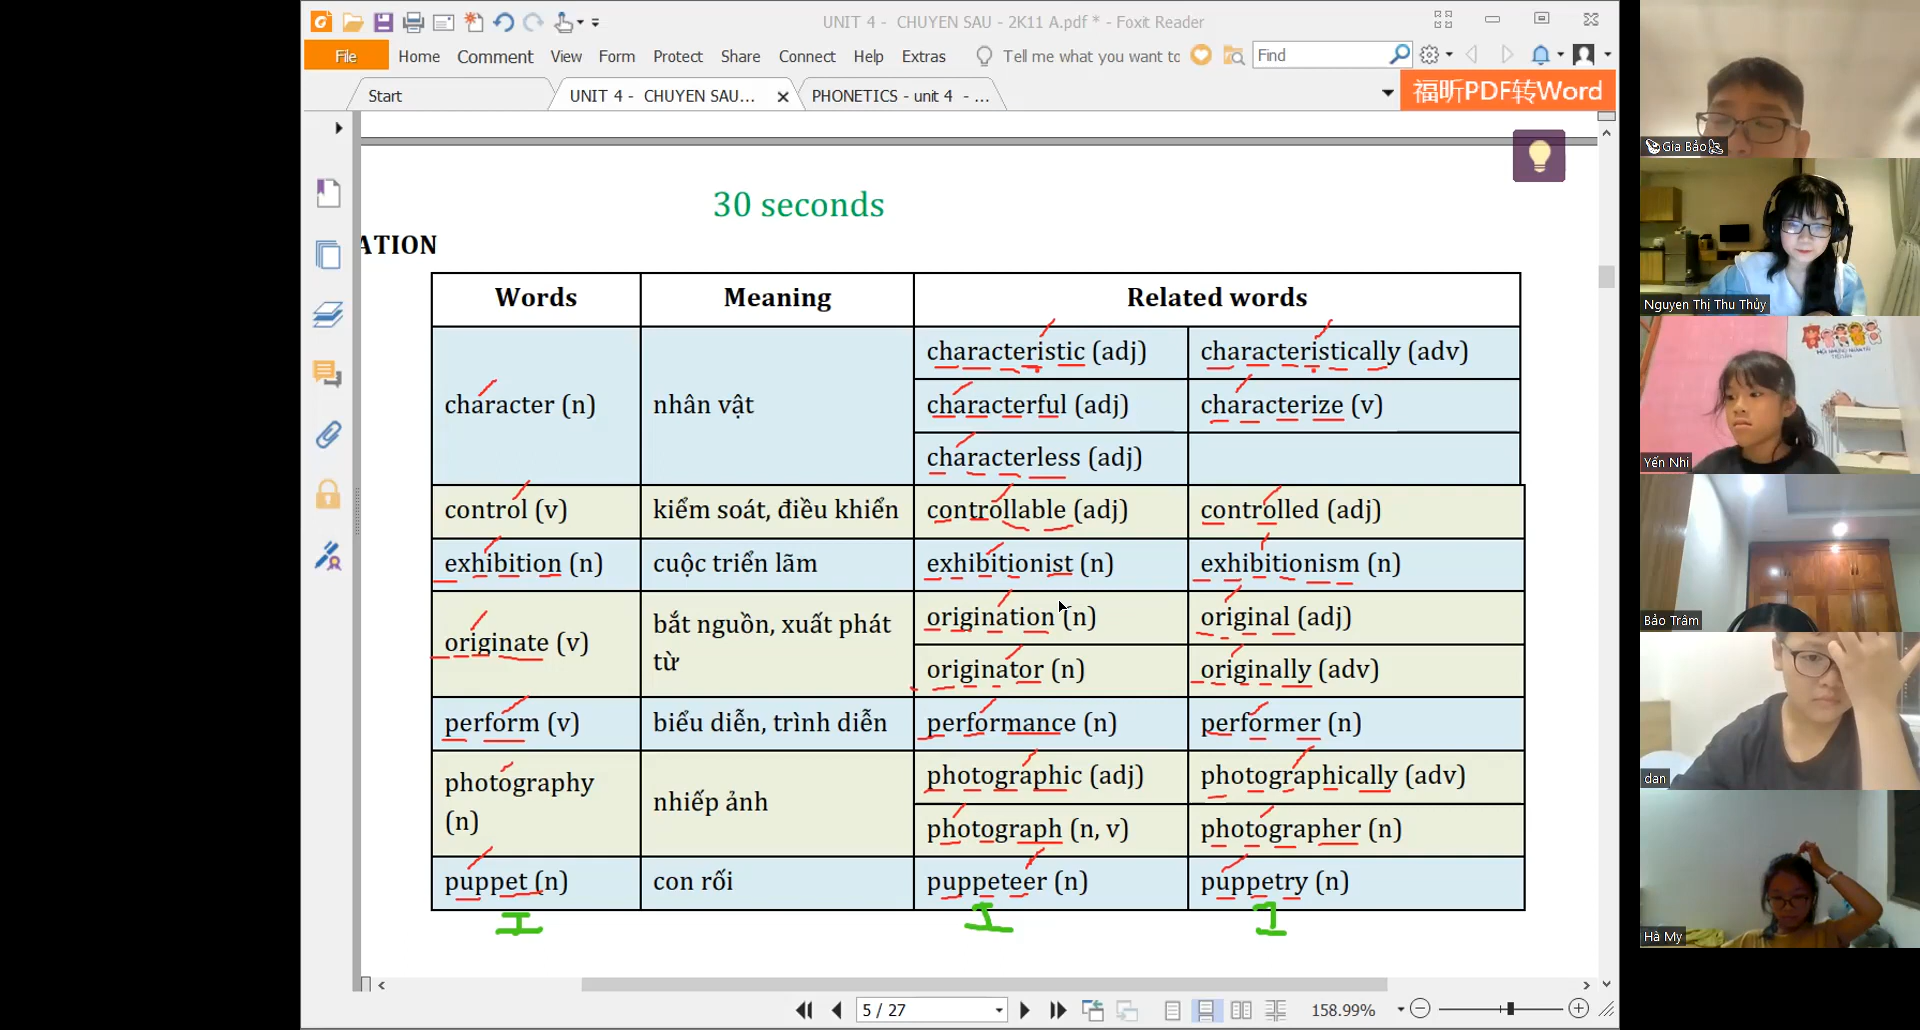 UNIT 4 - CHUYEN SAU - 2K11 A.pdf * - Foxit Reader
File Home Comment View Form Protect Share Connect Help Extras Tell me what you want to Find
Start UNIT 4 - CHUYEN SAU... PHONETICS - unit 4 - ... 福昕PDF转Word
30 seconds
ATION
Words Meaning Related words
character (n) nhân vật characteristic (adj) characteristically (adv)
characterful (adj) characterize (v)
characterless (adj)
control (v) kiểm soát, điều khiển controllable (adj) controlled (adj)
exhibition (n) cuộc triển lãm exhibitionist (n) exhibitionism (n)
originate (v) bắt nguồn, xuất phát từ origination (n) original (adj)
originator (n) originally (adv)
perform (v) biểu diễn, trình diễn performance (n) performer (n)
photography (n) nhiếp ảnh photographic (adj) photographically (adv)
photograph (n, v) photographer (n)
puppet (n) con rối puppeteer (n) puppetry (n)
5 / 27 158.99%
Gia Bảo
Nguyen Thị Thu Thủy
Yến Nhi
Bảo Trâm
dan
Hà My